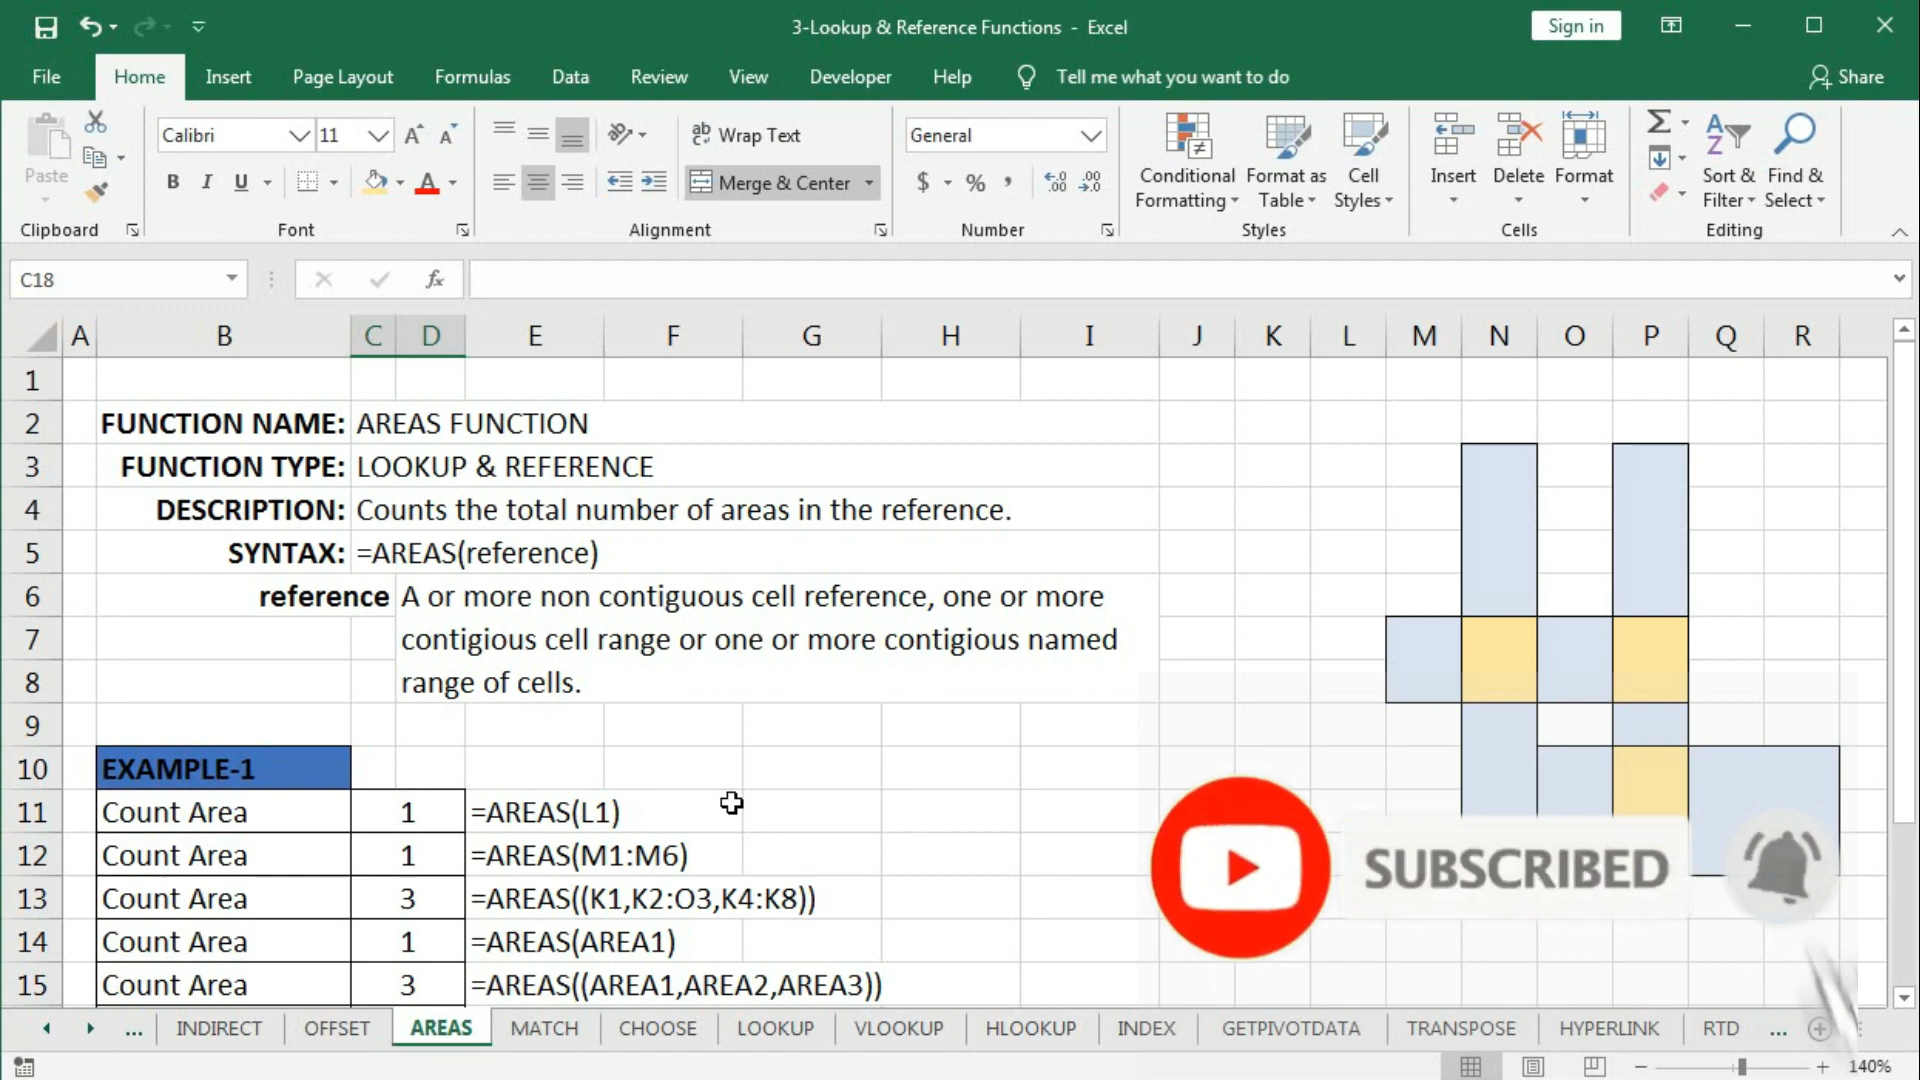 3-Lookup & Reference Functions - Excel
Sign in
File Home Insert Page Layout Formulas Data Review View Developer Help Tell me what you want to do Share
Calibri 11 Wrap Text General
Paste B I U A Merge & Center $ % , Conditional Formatting Format as Table Cell Styles Insert Delete Format Sort & Filter Find & Select
Clipboard Font Alignment Number Styles Cells Editing
C18 fx
A B C D E F G H I J K L M N O P Q R
1
2 FUNCTION NAME: AREAS FUNCTION
3 FUNCTION TYPE: LOOKUP & REFERENCE
4 DESCRIPTION: Counts the total number of areas in the reference.
5 SYNTAX: =AREAS(reference)
6 reference A or more non contiguous cell reference, one or more
7 contigious cell range or one or more contigious named
8 range of cells.
9
10 EXAMPLE-1
11 Count Area 1 =AREAS(L1)
12 Count Area 1 =AREAS(M1:M6)
13 Count Area 3 =AREAS((K1,K2:O3,K4:K8))
14 Count Area 1 =AREAS(AREA1)
15 Count Area 3 =AREAS((AREA1,AREA2,AREA3))
SUBSCRIBED
... INDIRECT OFFSET AREAS MATCH CHOOSE LOOKUP VLOOKUP HLOOKUP INDEX GETPIVOTDATA TRANSPOSE HYPERLINK RTD ...
140%